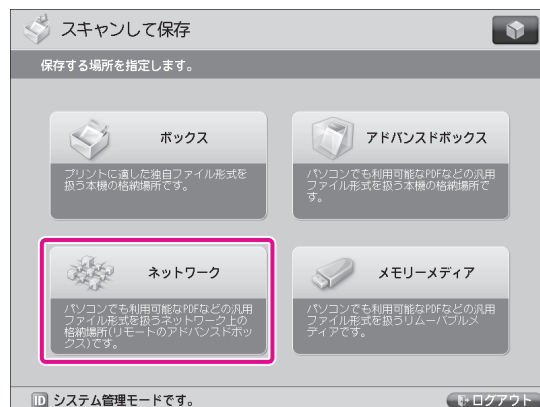 スキャンして保存
保存する場所を指定します。
ボックス
プリントに適した独自ファイル形式を
扱う本機の格納場所です。
アドバンスドボックス
パソコンでも利用可能なPDFなどの汎用
ファイル形式を扱う本機の格納場所で
す。
ネットワーク
パソコンでも利用可能なPDFなどの汎用
ファイル形式を扱うネットワーク上の
格納場所(リモートのアドバンスドボッ
クス)です。
メモリーメディア
パソコンでも利用可能なPDFなどの汎用
ファイル形式を扱うリムーバブルメ
ディアです。
ID システム管理モードです。
ログアウト